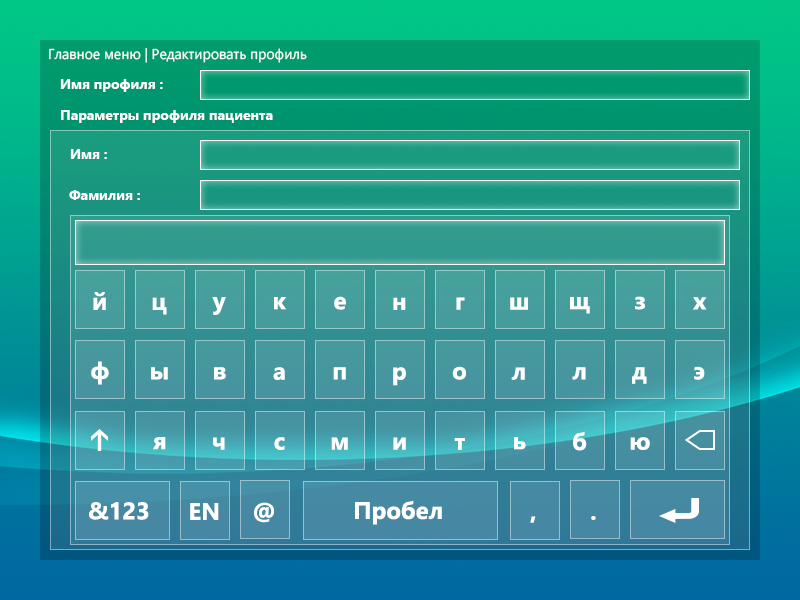 Главное меню | Редактировать профиль
Имя профиля :
Параметры профиля пациента
Имя :
Фамилия :
й ц у к е н г ш щ з х
ф ы в а п р о л л д э
я ч с м и т ь б ю
&123 EN @ Пробел , .